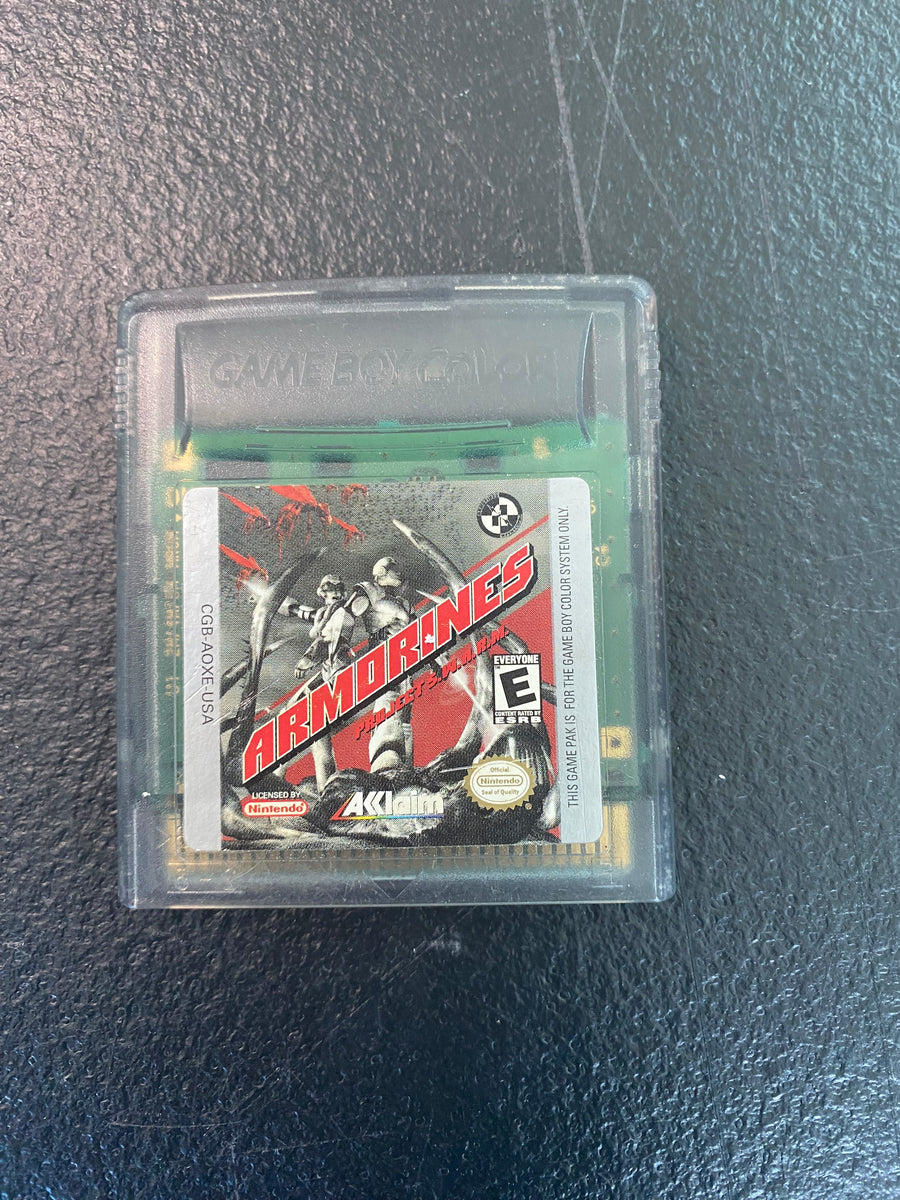 GAME BOY COLOR
CGB-AOXE-USA
ARMORINES
PROJECT S.W.A.R.M.
EVERYONE
E
CONTENT RATED BY
ESRB
LICENSED BY
Nintendo
AKKlaim
Official
Nintendo
Seal of Quality
THIS GAME PAK IS FOR THE GAME BOY COLOR SYSTEM ONLY.